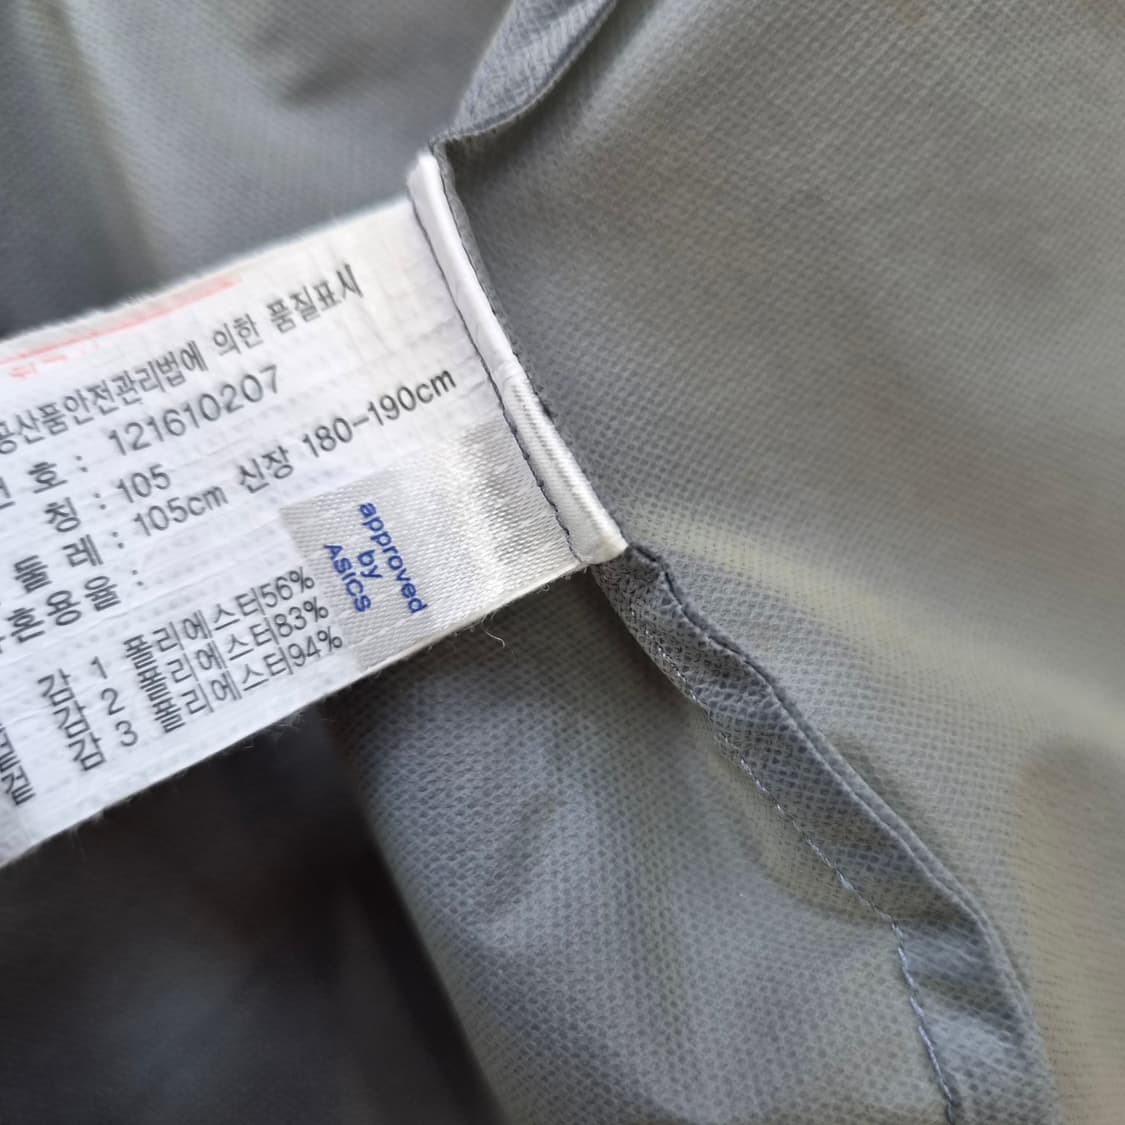 공산품안전관리법에 의한 품질표시
번 호 : 121610207
칭 : 105
둘 레 : 105cm 신장 180-190cm
혼용율 :
감 1 폴리에스터56%
감 2 폴리에스터83%
감 3 폴리에스터94%
approved
by
ASICS